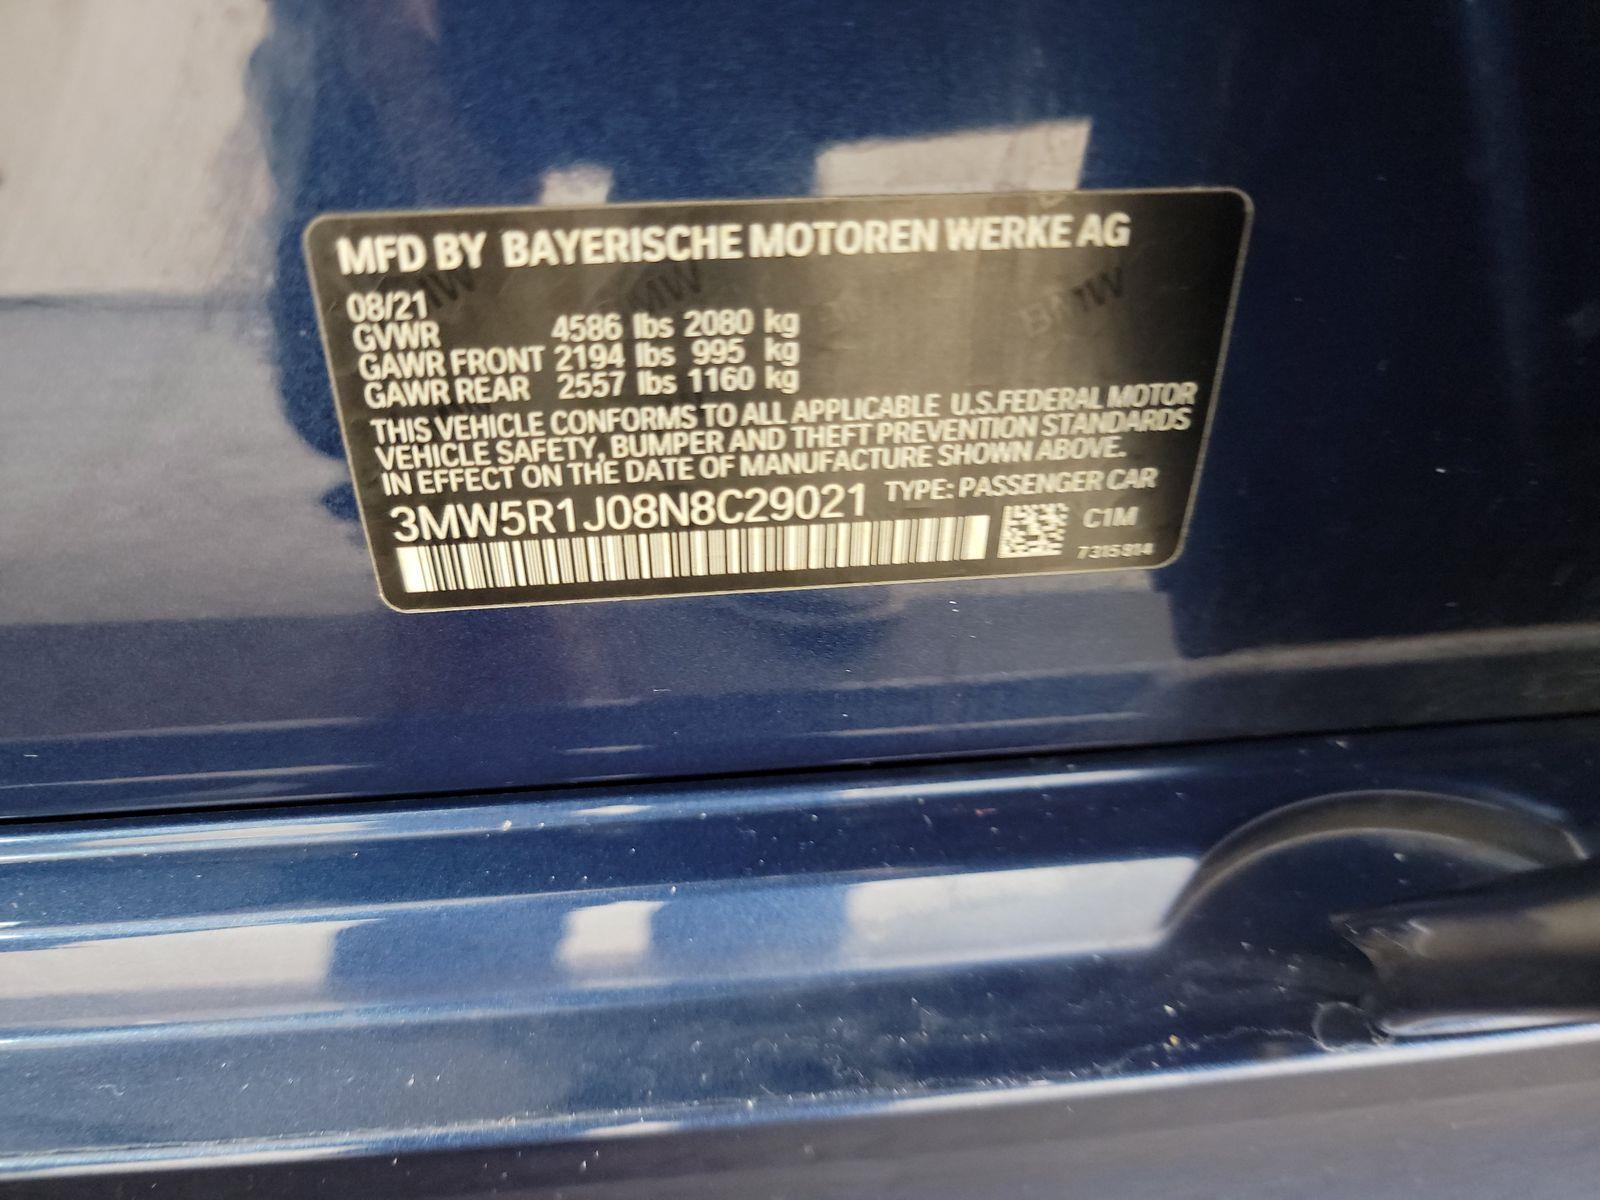 MFD BY BAYERISCHE MOTOREN WERKE AG
08/21
GVWR 4586 lbs 2080 kg
GAWR FRONT 2194 lbs 995 kg
GAWR REAR 2557 lbs 1160 kg
THIS VEHICLE CONFORMS TO ALL APPLICABLE U.S.FEDERAL MOTOR
VEHICLE SAFETY, BUMPER AND THEFT PREVENTION STANDARDS
IN EFFECT ON THE DATE OF MANUFACTURE SHOWN ABOVE.
3MW5R1J08N8C29021 TYPE: PASSENGER CAR
C1M
7315914